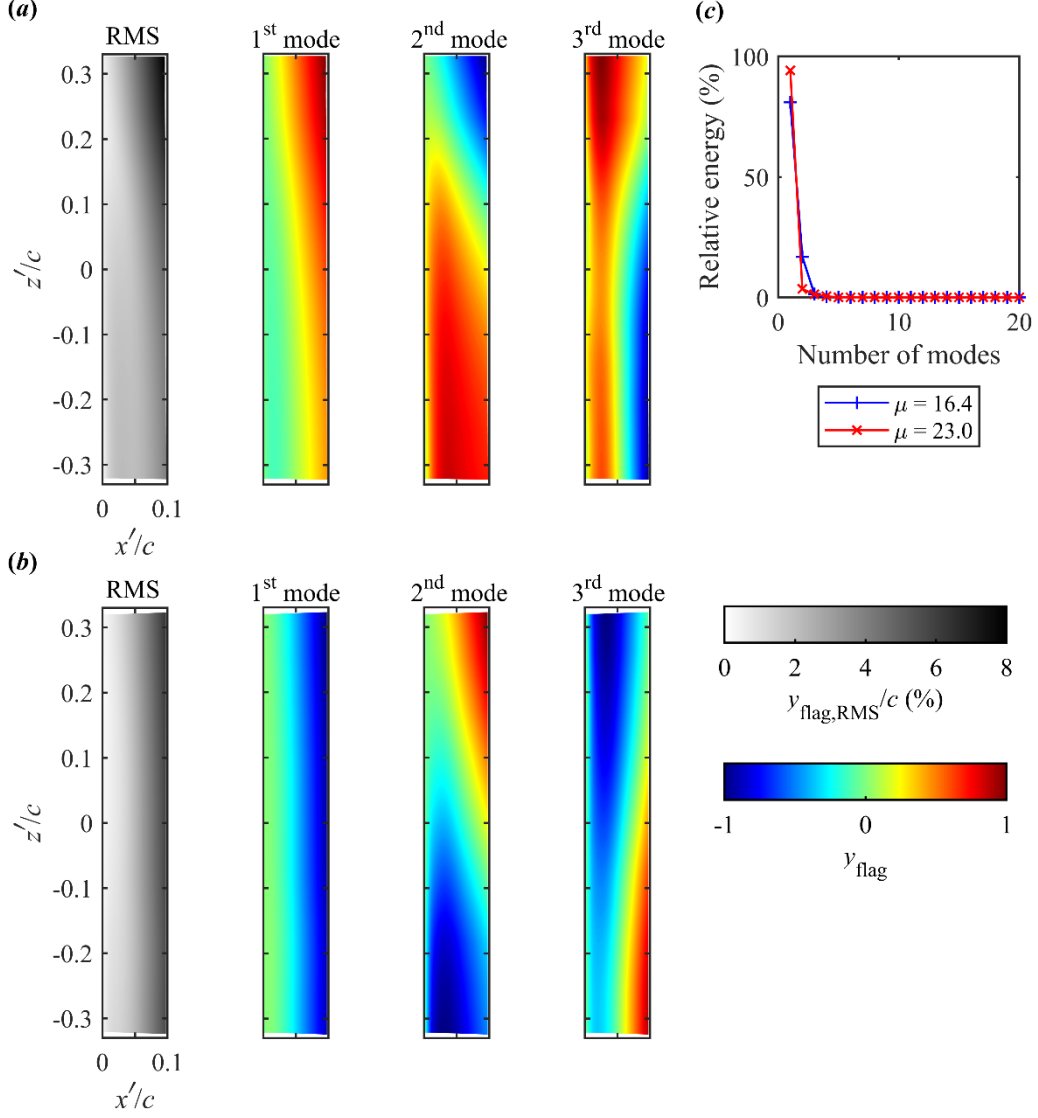 (a)
RMS
1st mode
2nd mode
3rd mode
0.3
0.2
0.1
0
-0.1
-0.2
-0.3
z′/c
0 0.1
x′/c
(c)
100
50
0
Relative energy (%)
0 10 20
Number of modes
μ = 16.4
μ = 23.0
(b)
RMS
1st mode
2nd mode
3rd mode
0.3
0.2
0.1
0
-0.1
-0.2
-0.3
z′/c
0 0.1
x′/c
0 2 4 6 8
yflag,RMS/c (%)
-1 0 1
yflag